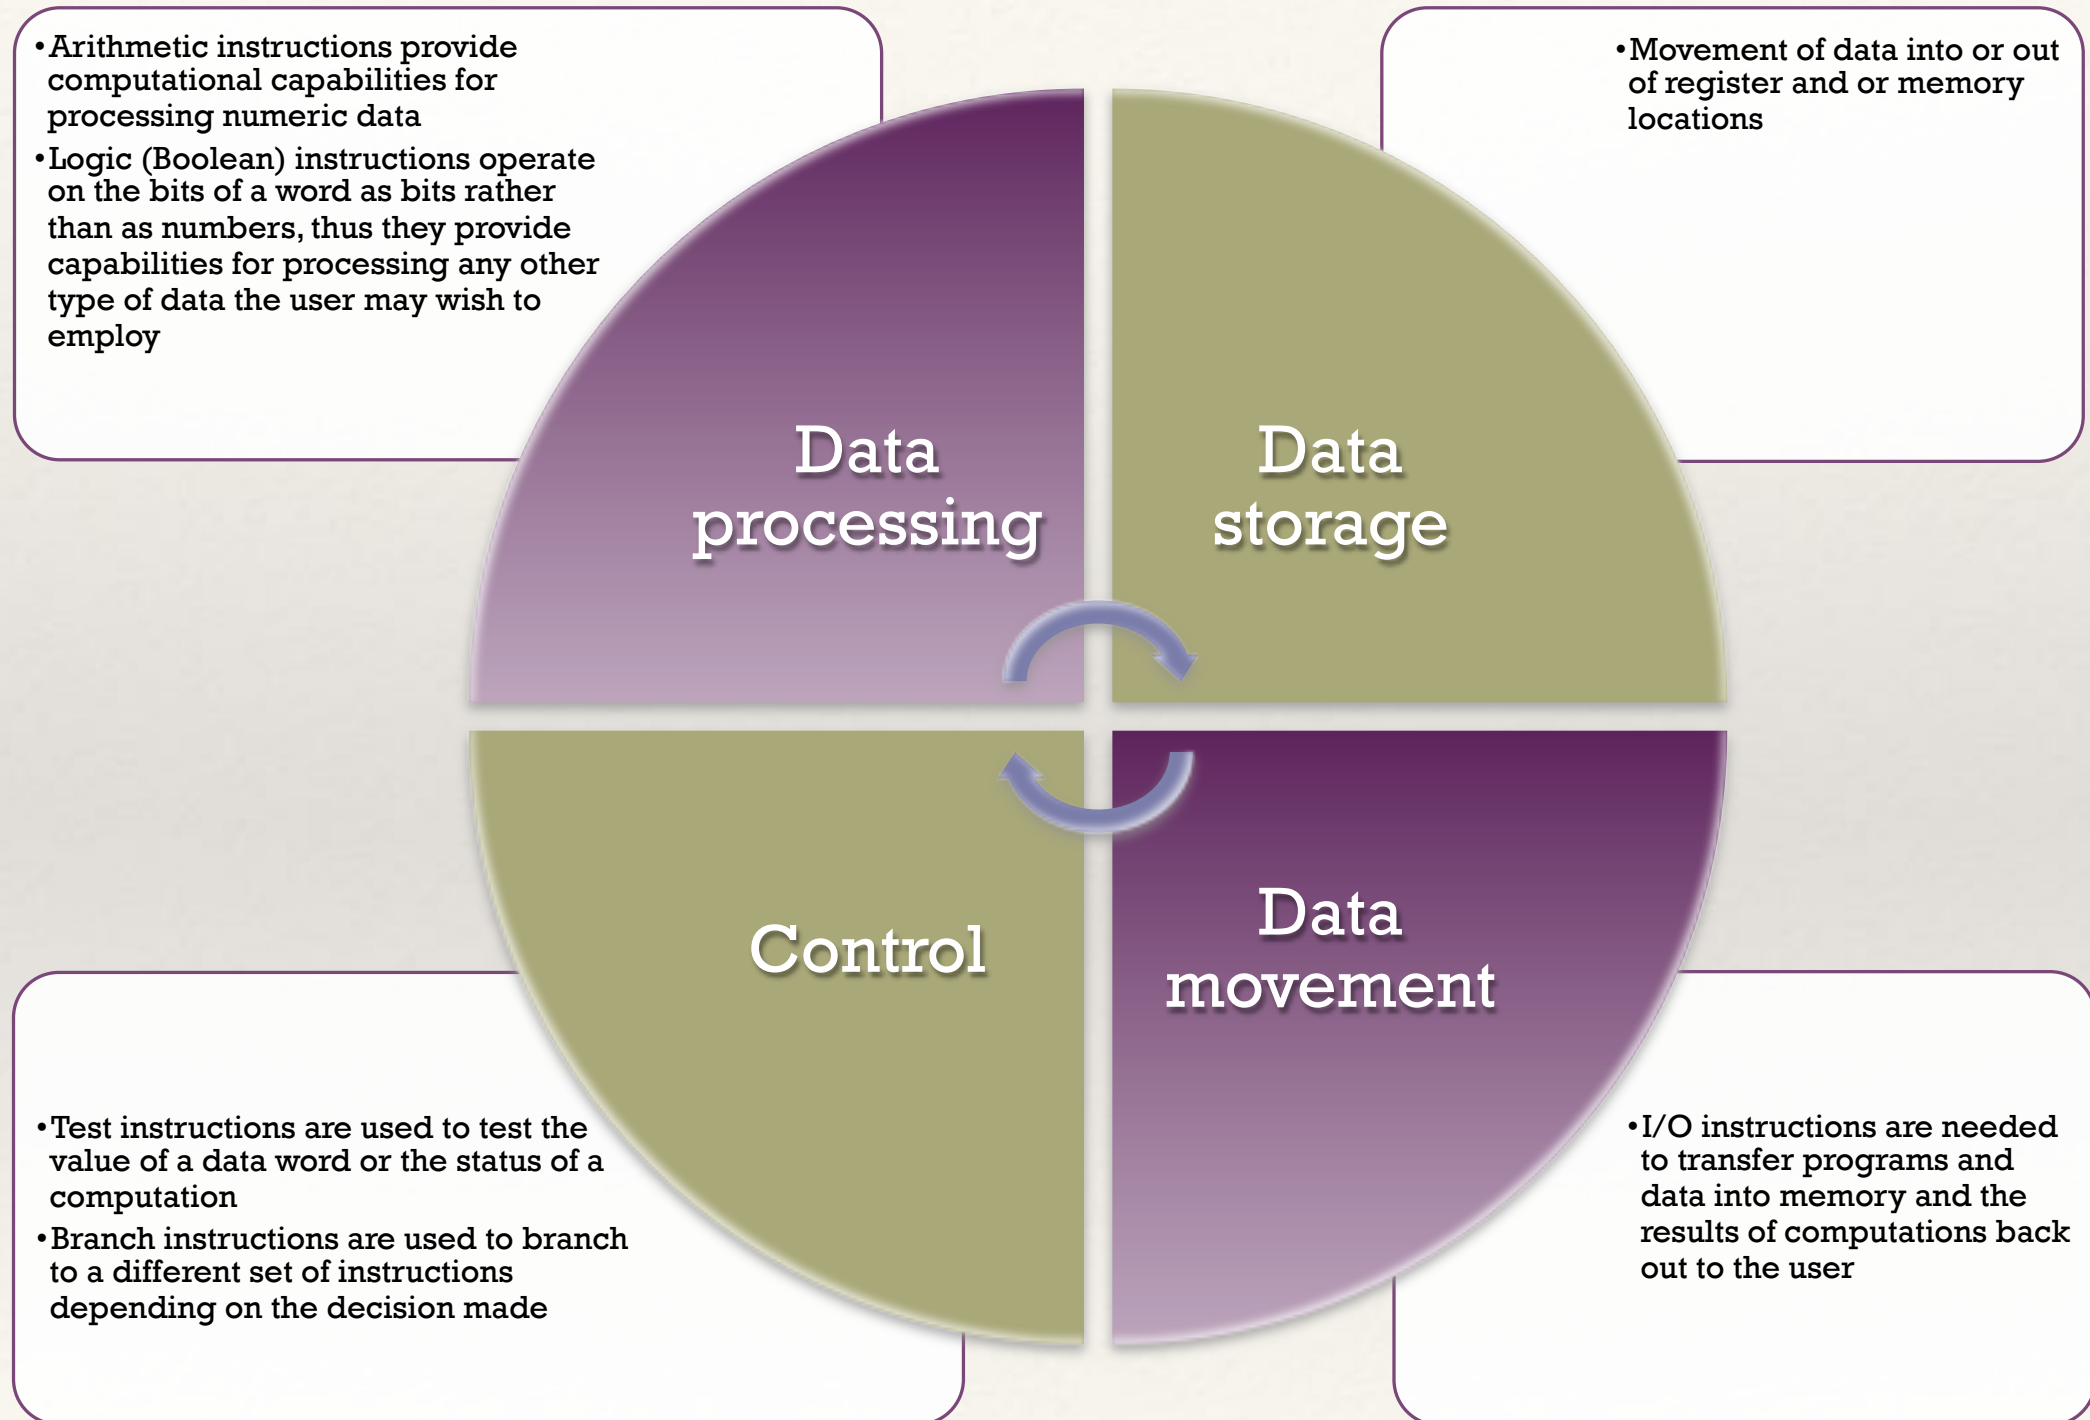 •Arithmetic instructions provide
computational capabilities for
processing numeric data
•Logic (Boolean) instructions operate
on the bits of a word as bits rather
than as numbers, thus they provide
capabilities for processing any other
type of data the user may wish to
employ
•Movement of data into or out
of register and or memory
locations
Data
processing
Data
storage
Control
Data
movement
•Test instructions are used to test the
value of a data word or the status of a
computation
•Branch instructions are used to branch
to a different set of instructions
depending on the decision made
•I/O instructions are needed
to transfer programs and
data into memory and the
results of computations back
out to the user